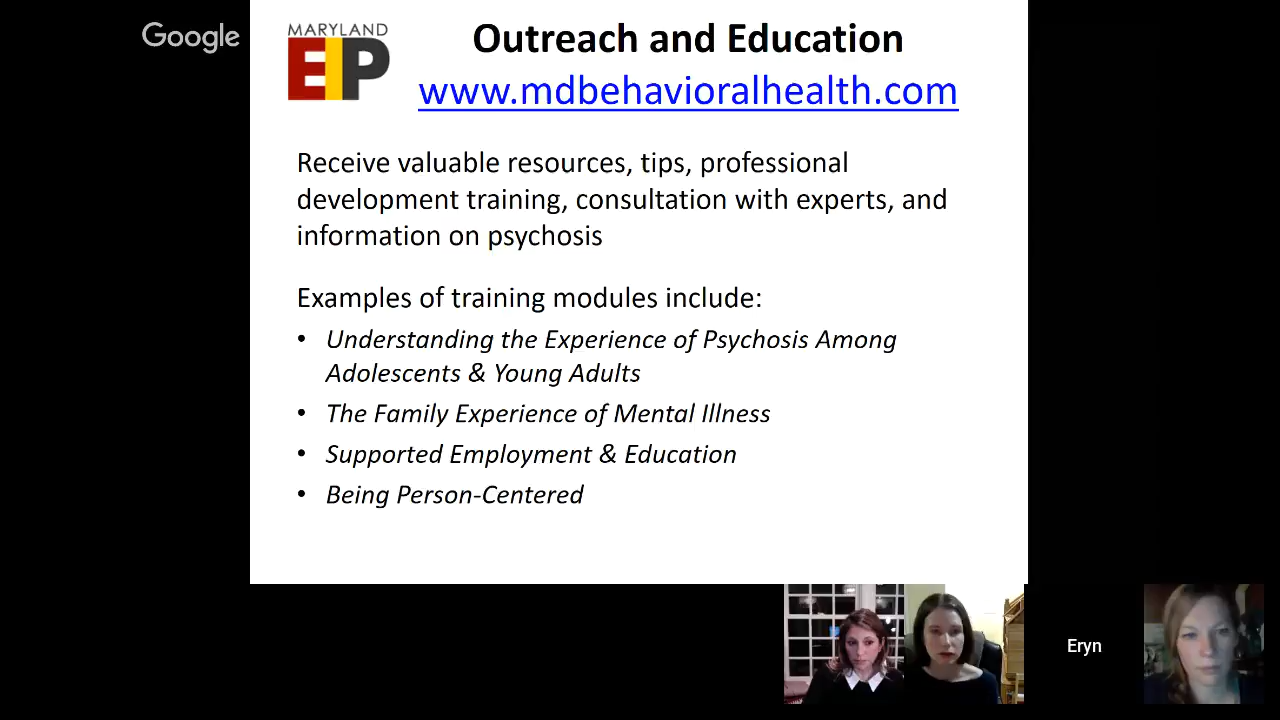 Google
MARYLAND
EIP
Outreach and Education
www.mdbehavioralhealth.com
Receive valuable resources, tips, professional
development training, consultation with experts, and
information on psychosis
Examples of training modules include:
• Understanding the Experience of Psychosis Among
Adolescents & Young Adults
• The Family Experience of Mental Illness
• Supported Employment & Education
• Being Person-Centered
Eryn